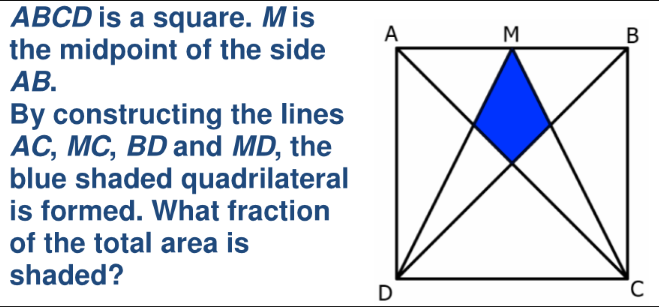 ABCD is a square. M is
the midpoint of the side
AB.
By constructing the lines
AC, MC, BD and MD, the
blue shaded quadrilateral
is formed. What fraction
of the total area is
shaded?
A M B
D C